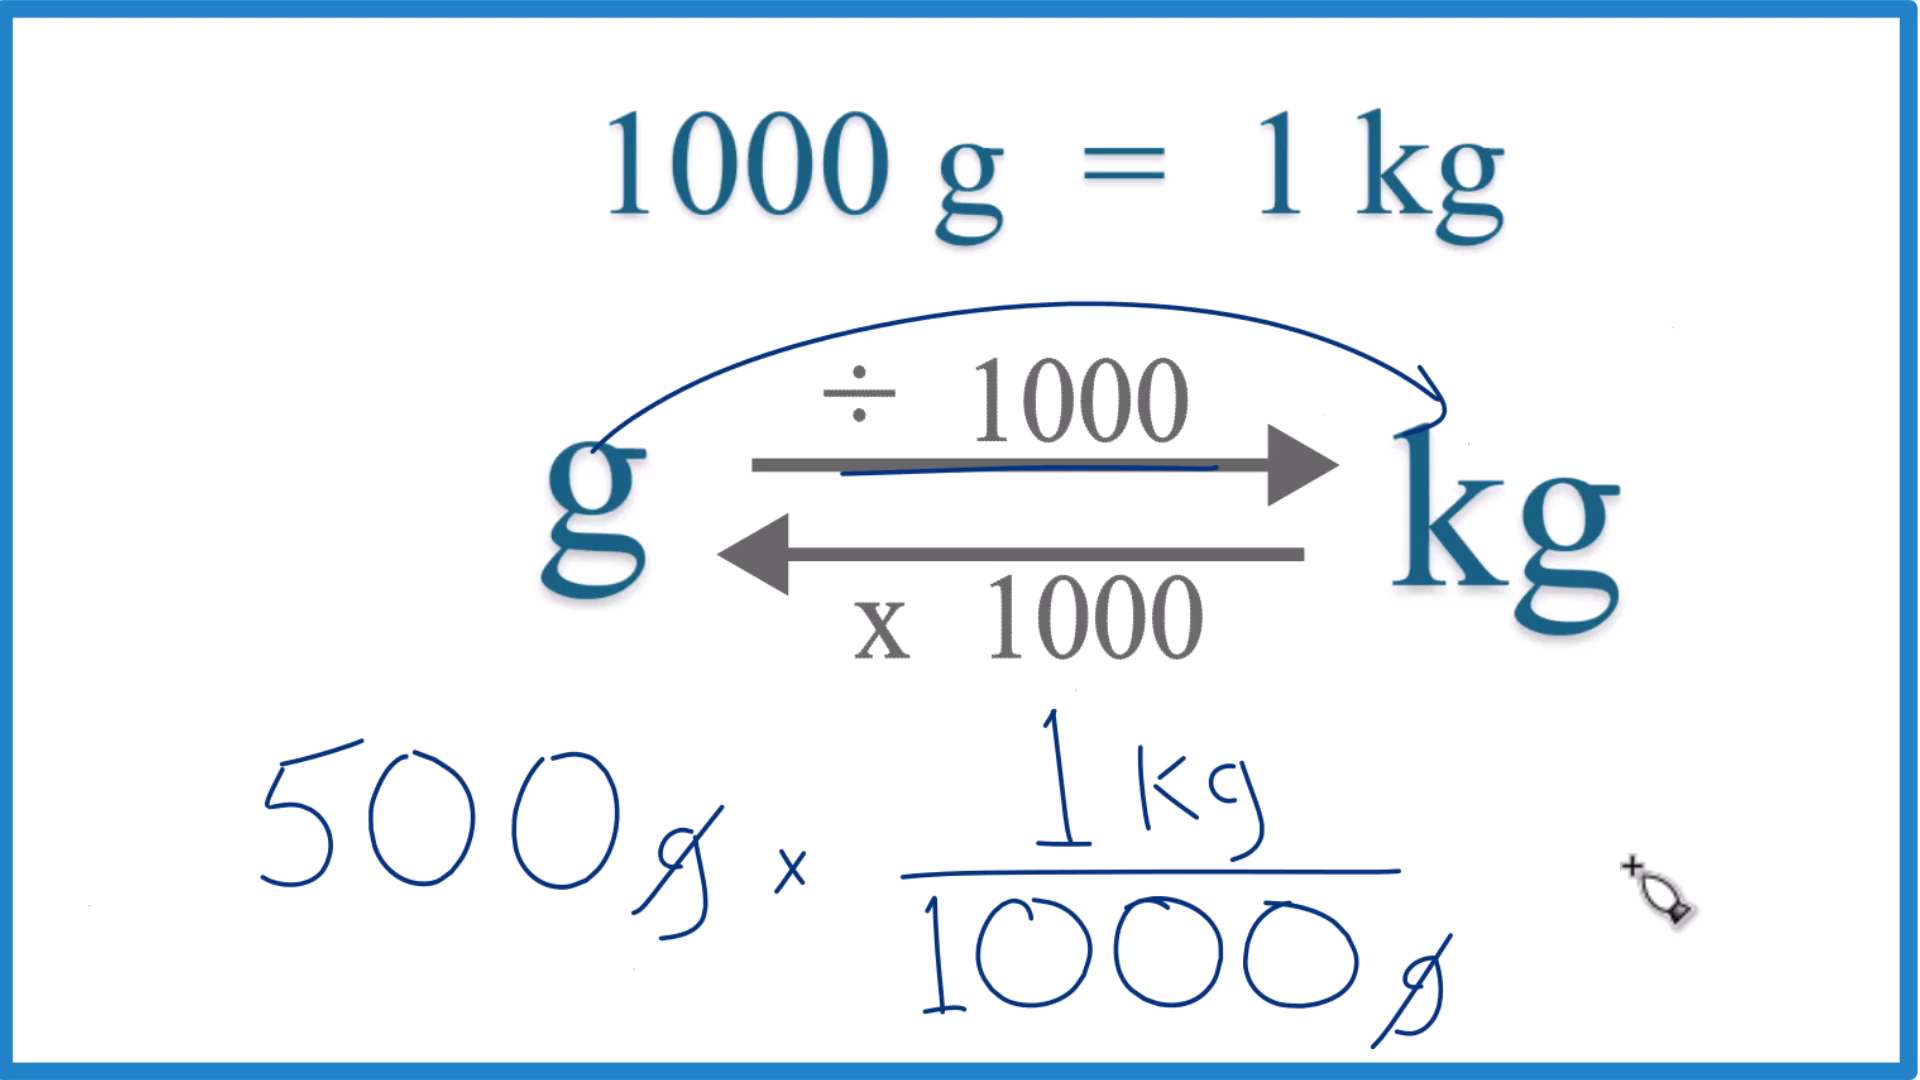 1000 g = 1 kg
÷ 1000
g kg
x 1000
1 kg
500 g x
1000 g